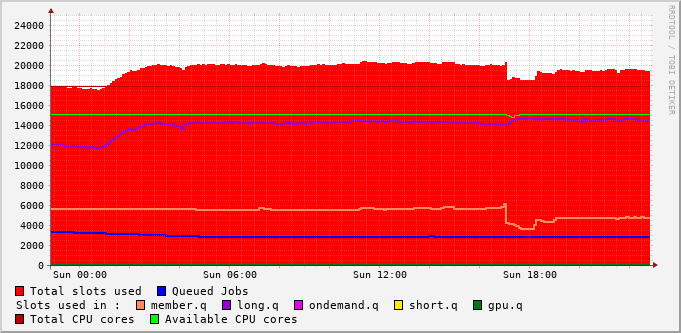 RRDTOOL / TOBI OETIKER
24000
22000
20000
18000
16000
14000
12000
10000
8000
6000
4000
2000
0
Sun 00:00 Sun 06:00 Sun 12:00 Sun 18:00
Total slots used Queued Jobs
Slots used in : member.q long.q ondemand.q short.q gpu.q
Total CPU cores Available CPU cores